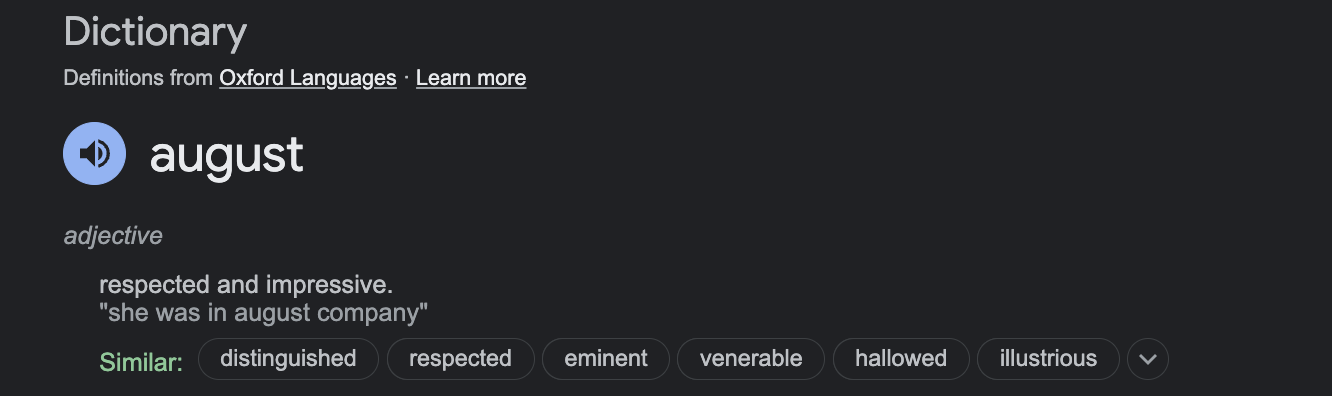 Dictionary
Definitions from Oxford Languages · Learn more
august
adjective
respected and impressive.
"she was in august company"
Similar: distinguished respected eminent venerable hallowed illustrious